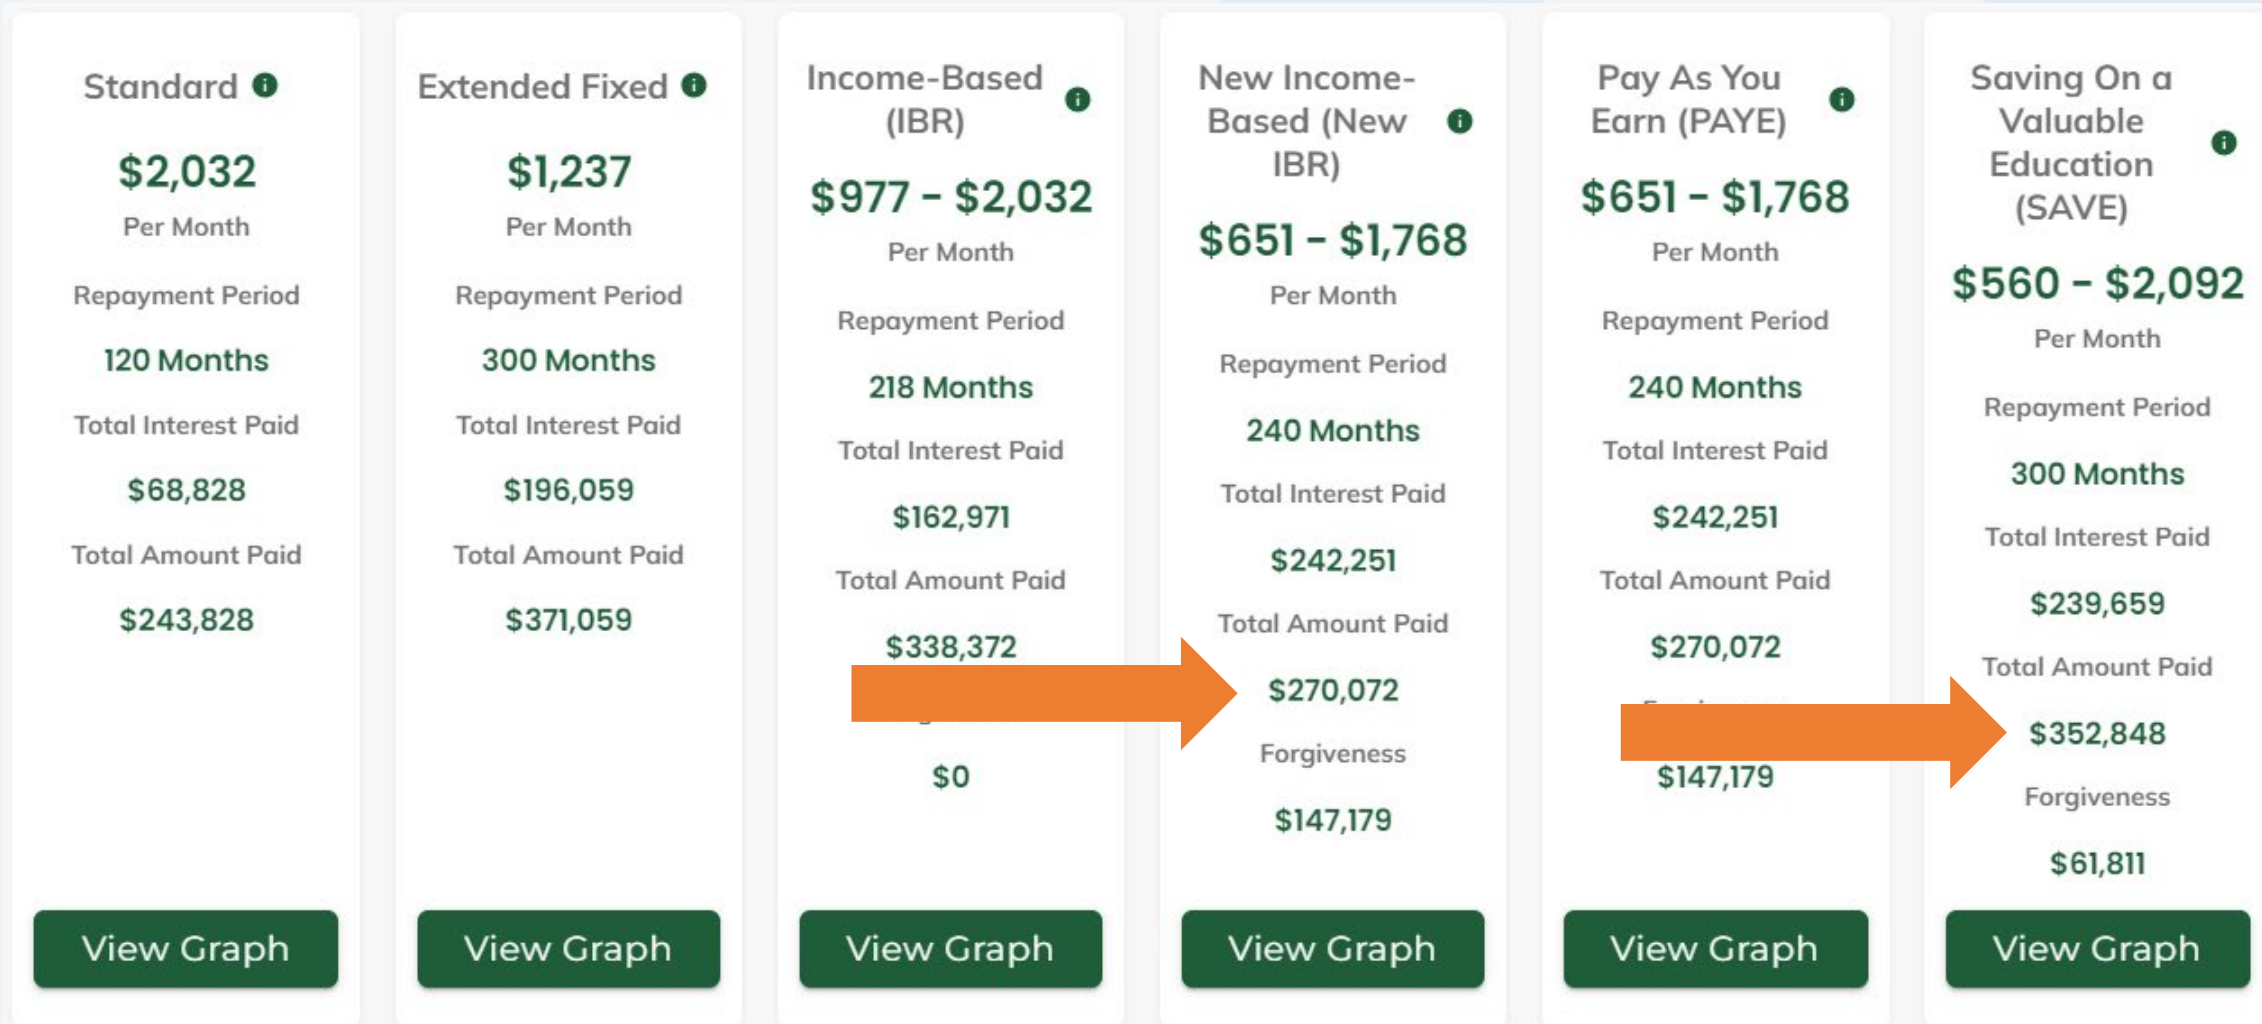 Standard
$2,032
Per Month
Repayment Period
120 Months
Total Interest Paid
$68,828
Total Amount Paid
$243,828
View Graph
Extended Fixed
$1,237
Per Month
Repayment Period
300 Months
Total Interest Paid
$196,059
Total Amount Paid
$371,059
View Graph
Income-Based
(IBR)
$977 - $2,032
Per Month
Repayment Period
218 Months
Total Interest Paid
$162,971
Total Amount Paid
$338,372
$0
View Graph
New Income-
Based (New
IBR)
$651 - $1,768
Per Month
Repayment Period
240 Months
Total Interest Paid
$242,251
Total Amount Paid
$270,072
Forgiveness
$147,179
View Graph
Pay As You
Earn (PAYE)
$651 - $1,768
Per Month
Repayment Period
240 Months
Total Interest Paid
$242,251
Total Amount Paid
$270,072
$147,179
View Graph
Saving On a
Valuable
Education
(SAVE)
$560 - $2,092
Per Month
Repayment Period
300 Months
Total Interest Paid
$239,659
Total Amount Paid
$352,848
Forgiveness
$61,811
View Graph